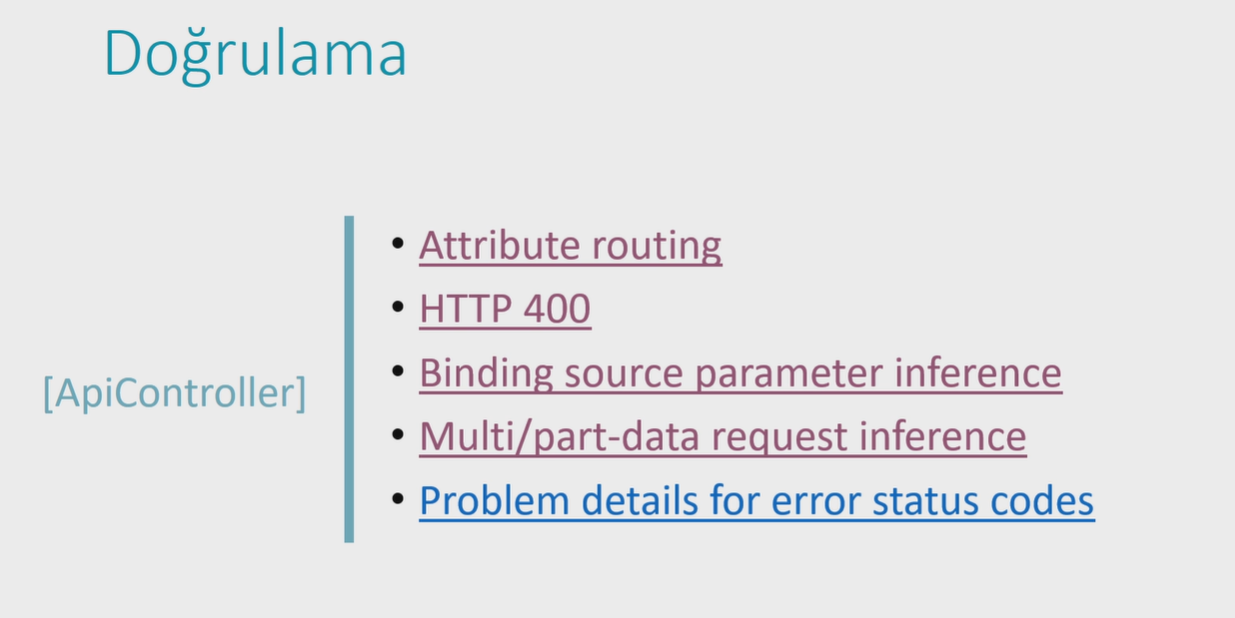 Doğrulama
[ApiController]
• Attribute routing
• HTTP 400
• Binding source parameter inference
• Multi/part-data request inference
• Problem details for error status codes